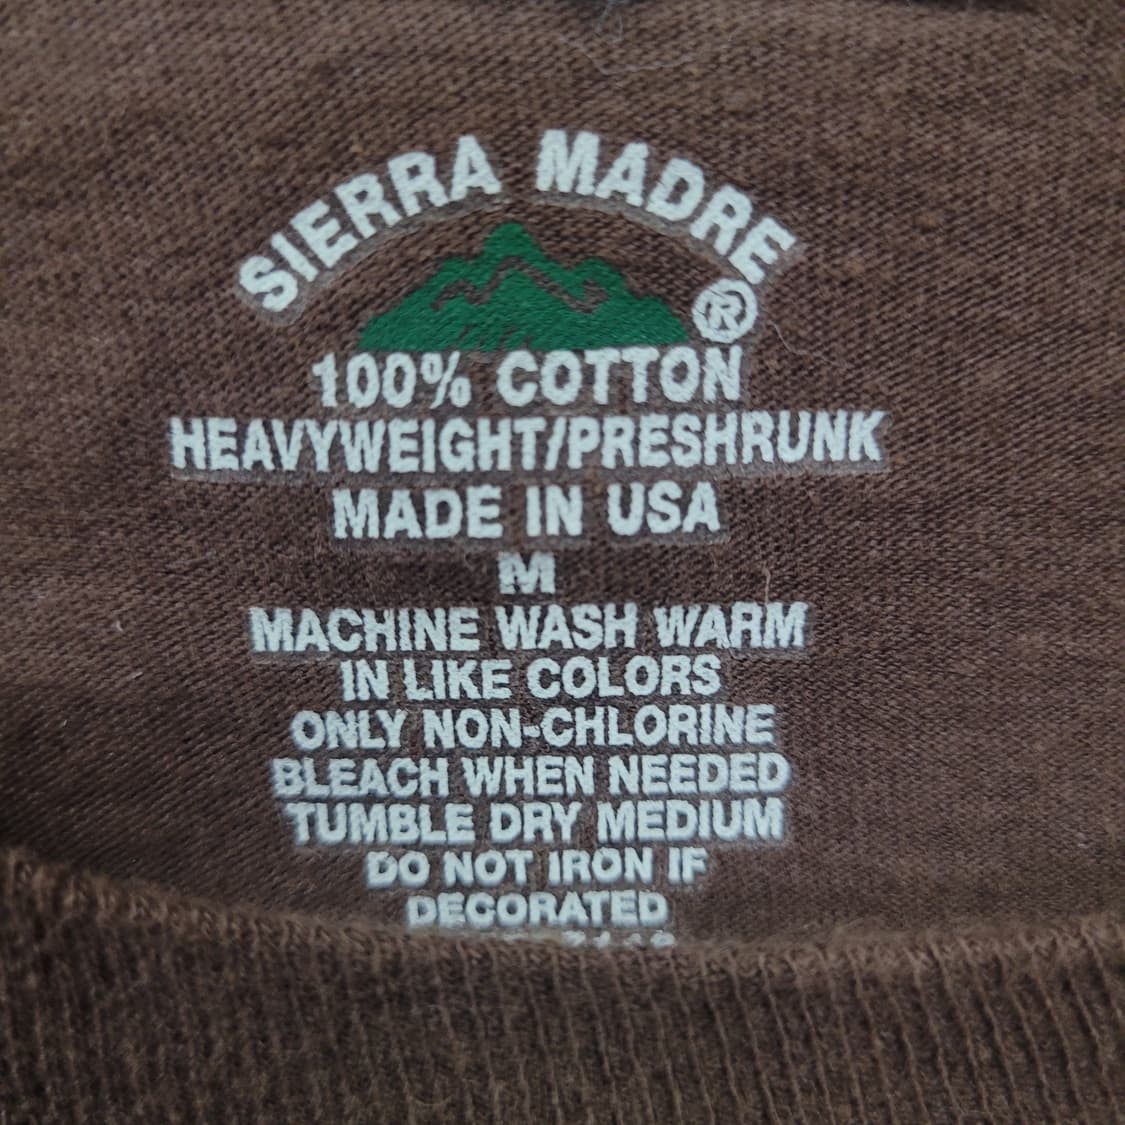 SIERRA MADRE
®
100% COTTON
HEAVYWEIGHT/PRESHRUNK
MADE IN USA
M
MACHINE WASH WARM
IN LIKE COLORS
ONLY NON-CHLORINE
BLEACH WHEN NEEDED
TUMBLE DRY MEDIUM
DO NOT IRON IF
DECORATED